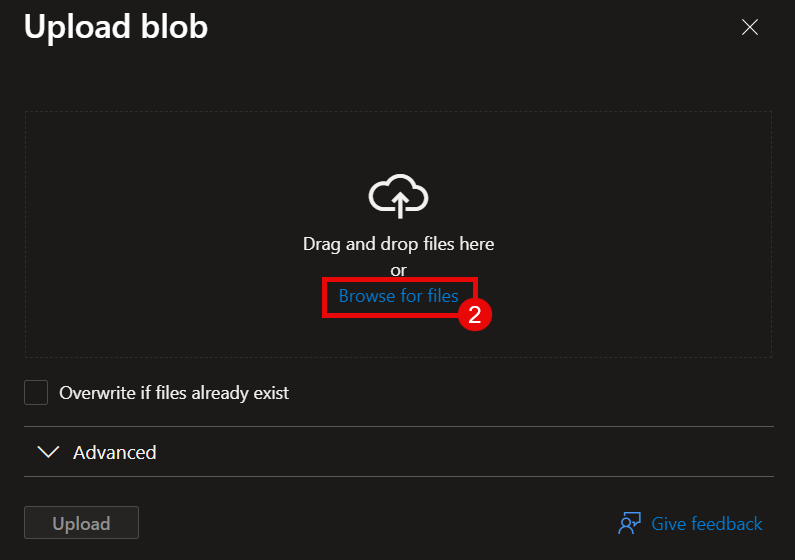 Upload blob
Drag and drop files here
or
Browse for files
2
Overwrite if files already exist
Advanced
Upload
Give feedback